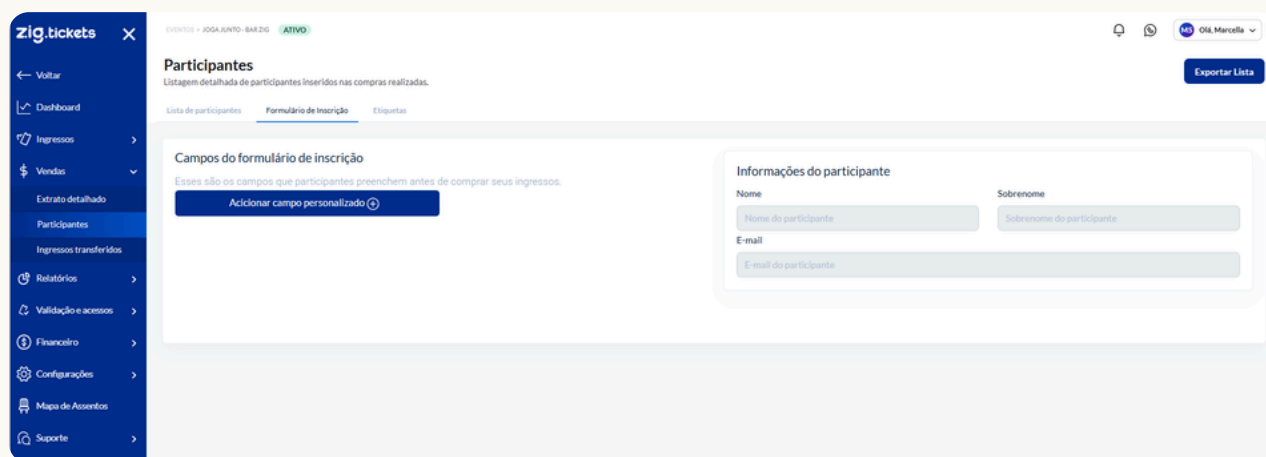 zig.tickets
Voltar
Dashboard
Ingressos
Vendas
Extrato detalhado
Participantes
Ingressos transferidos
Relatórios
Validação e acessos
Financeiro
Configurações
Mapa de Assentos
Suporte
EVENTOS > JOGA JUNTO - BAR ZIG ATIVO
MS Olá, Marcella
Participantes
Listagem detalhada de participantes inseridos nas compras realizadas.
Exportar Lista
Lista de participantes Formulário de Inscrição Etiquetas
Campos do formulário de inscrição
Esses são os campos que participantes preenchem antes de comprar seus ingressos.
Adicionar campo personalizado
Informações do participante
Nome Sobrenome
Nome do participante Sobrenome do participante
E-mail
E-mail do participante